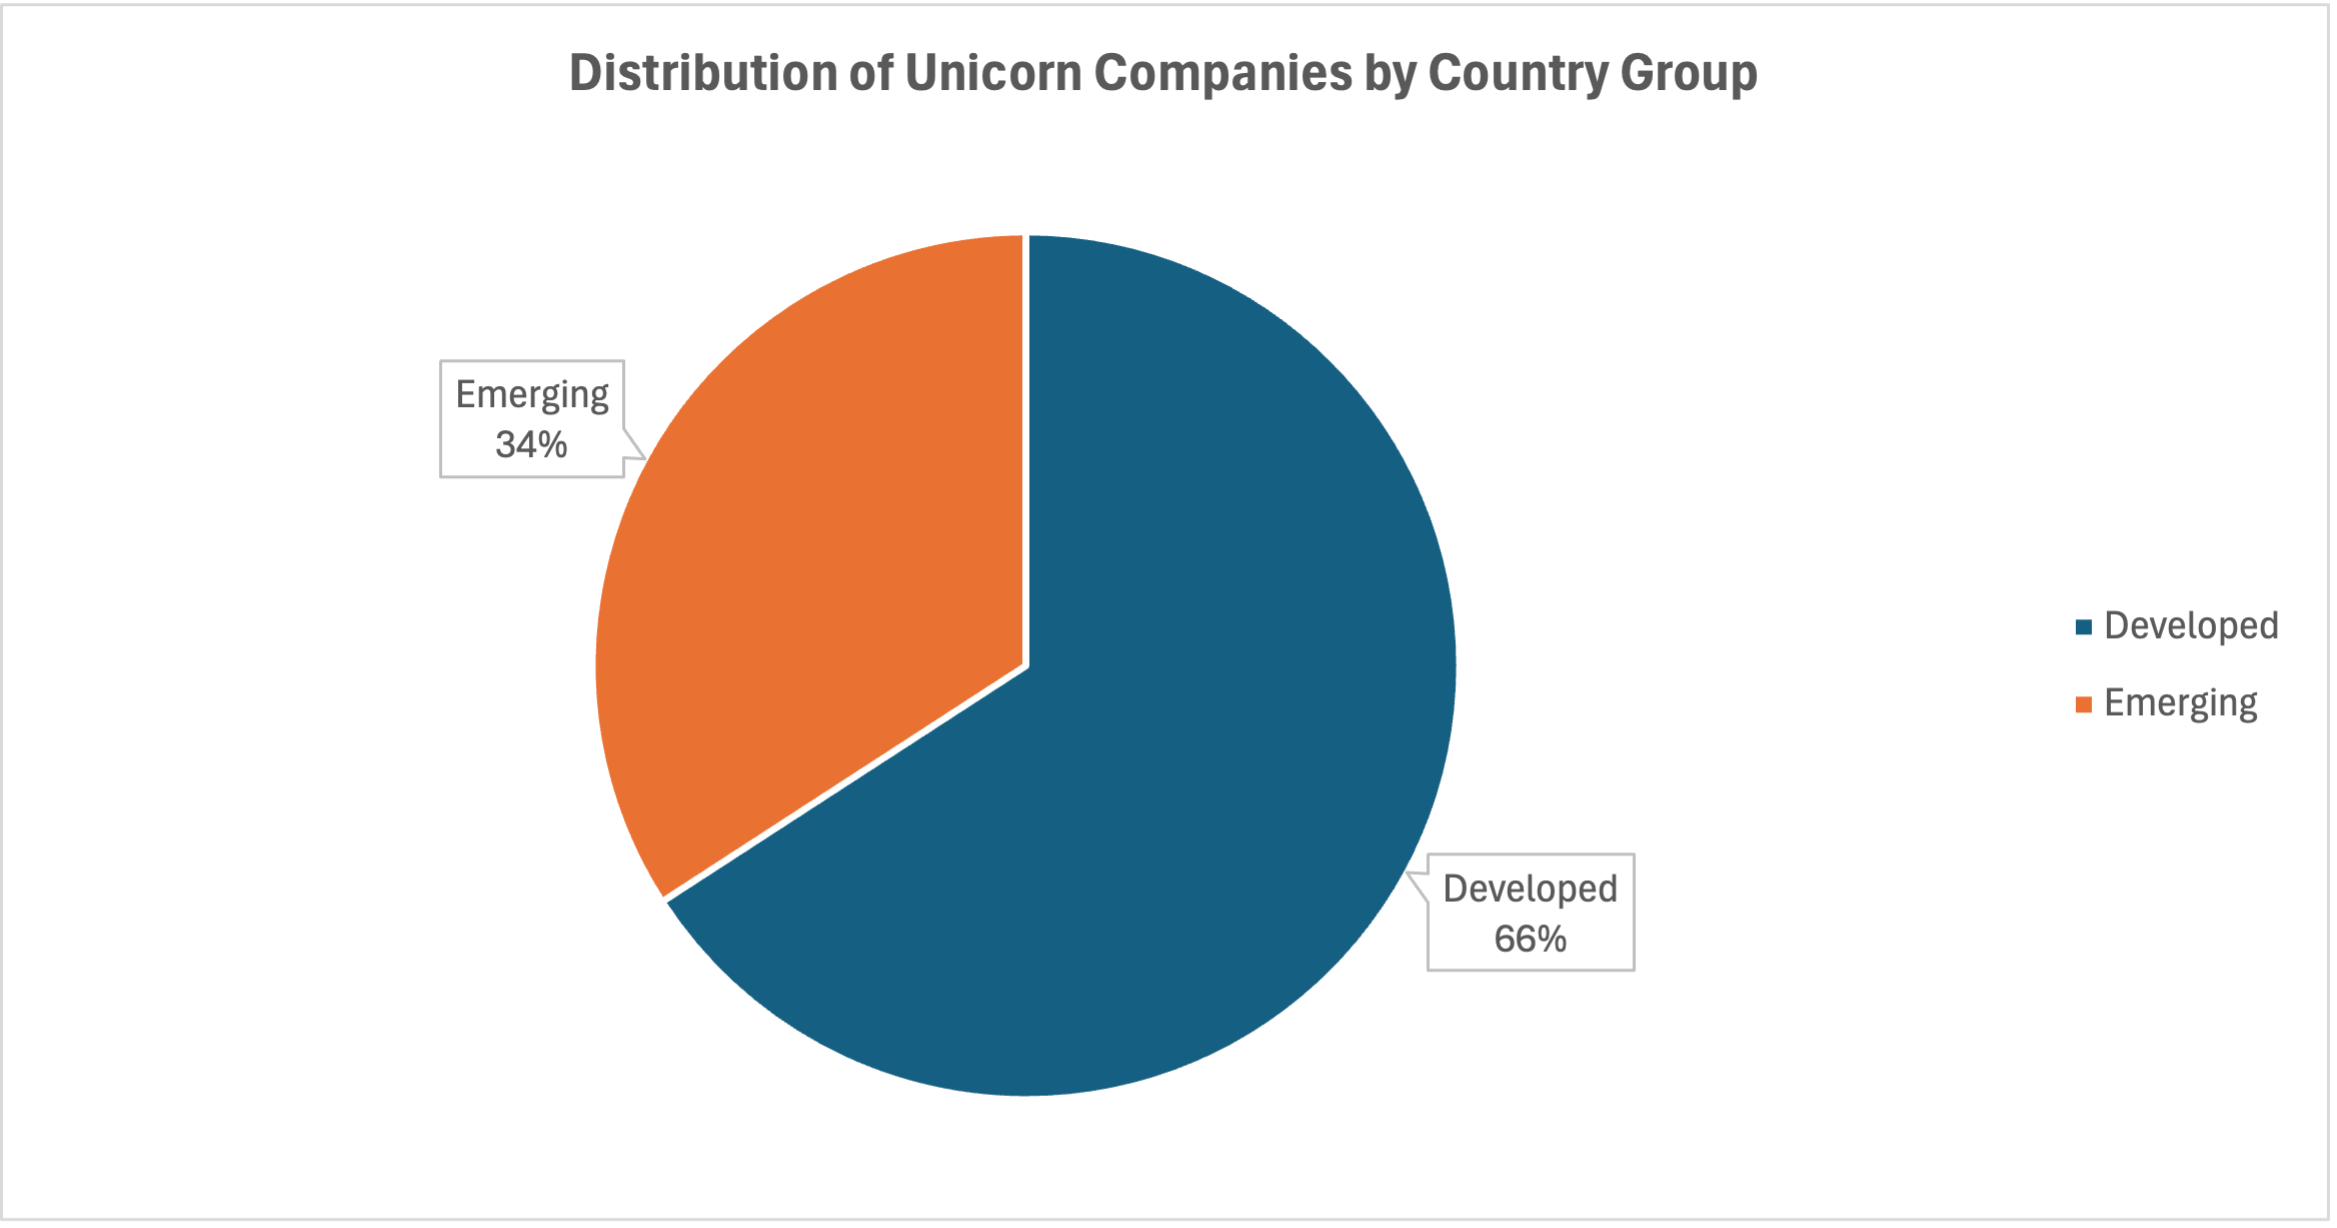 Distribution of Unicorn Companies by Country Group
Emerging
34%
Developed
66%
Developed
Emerging